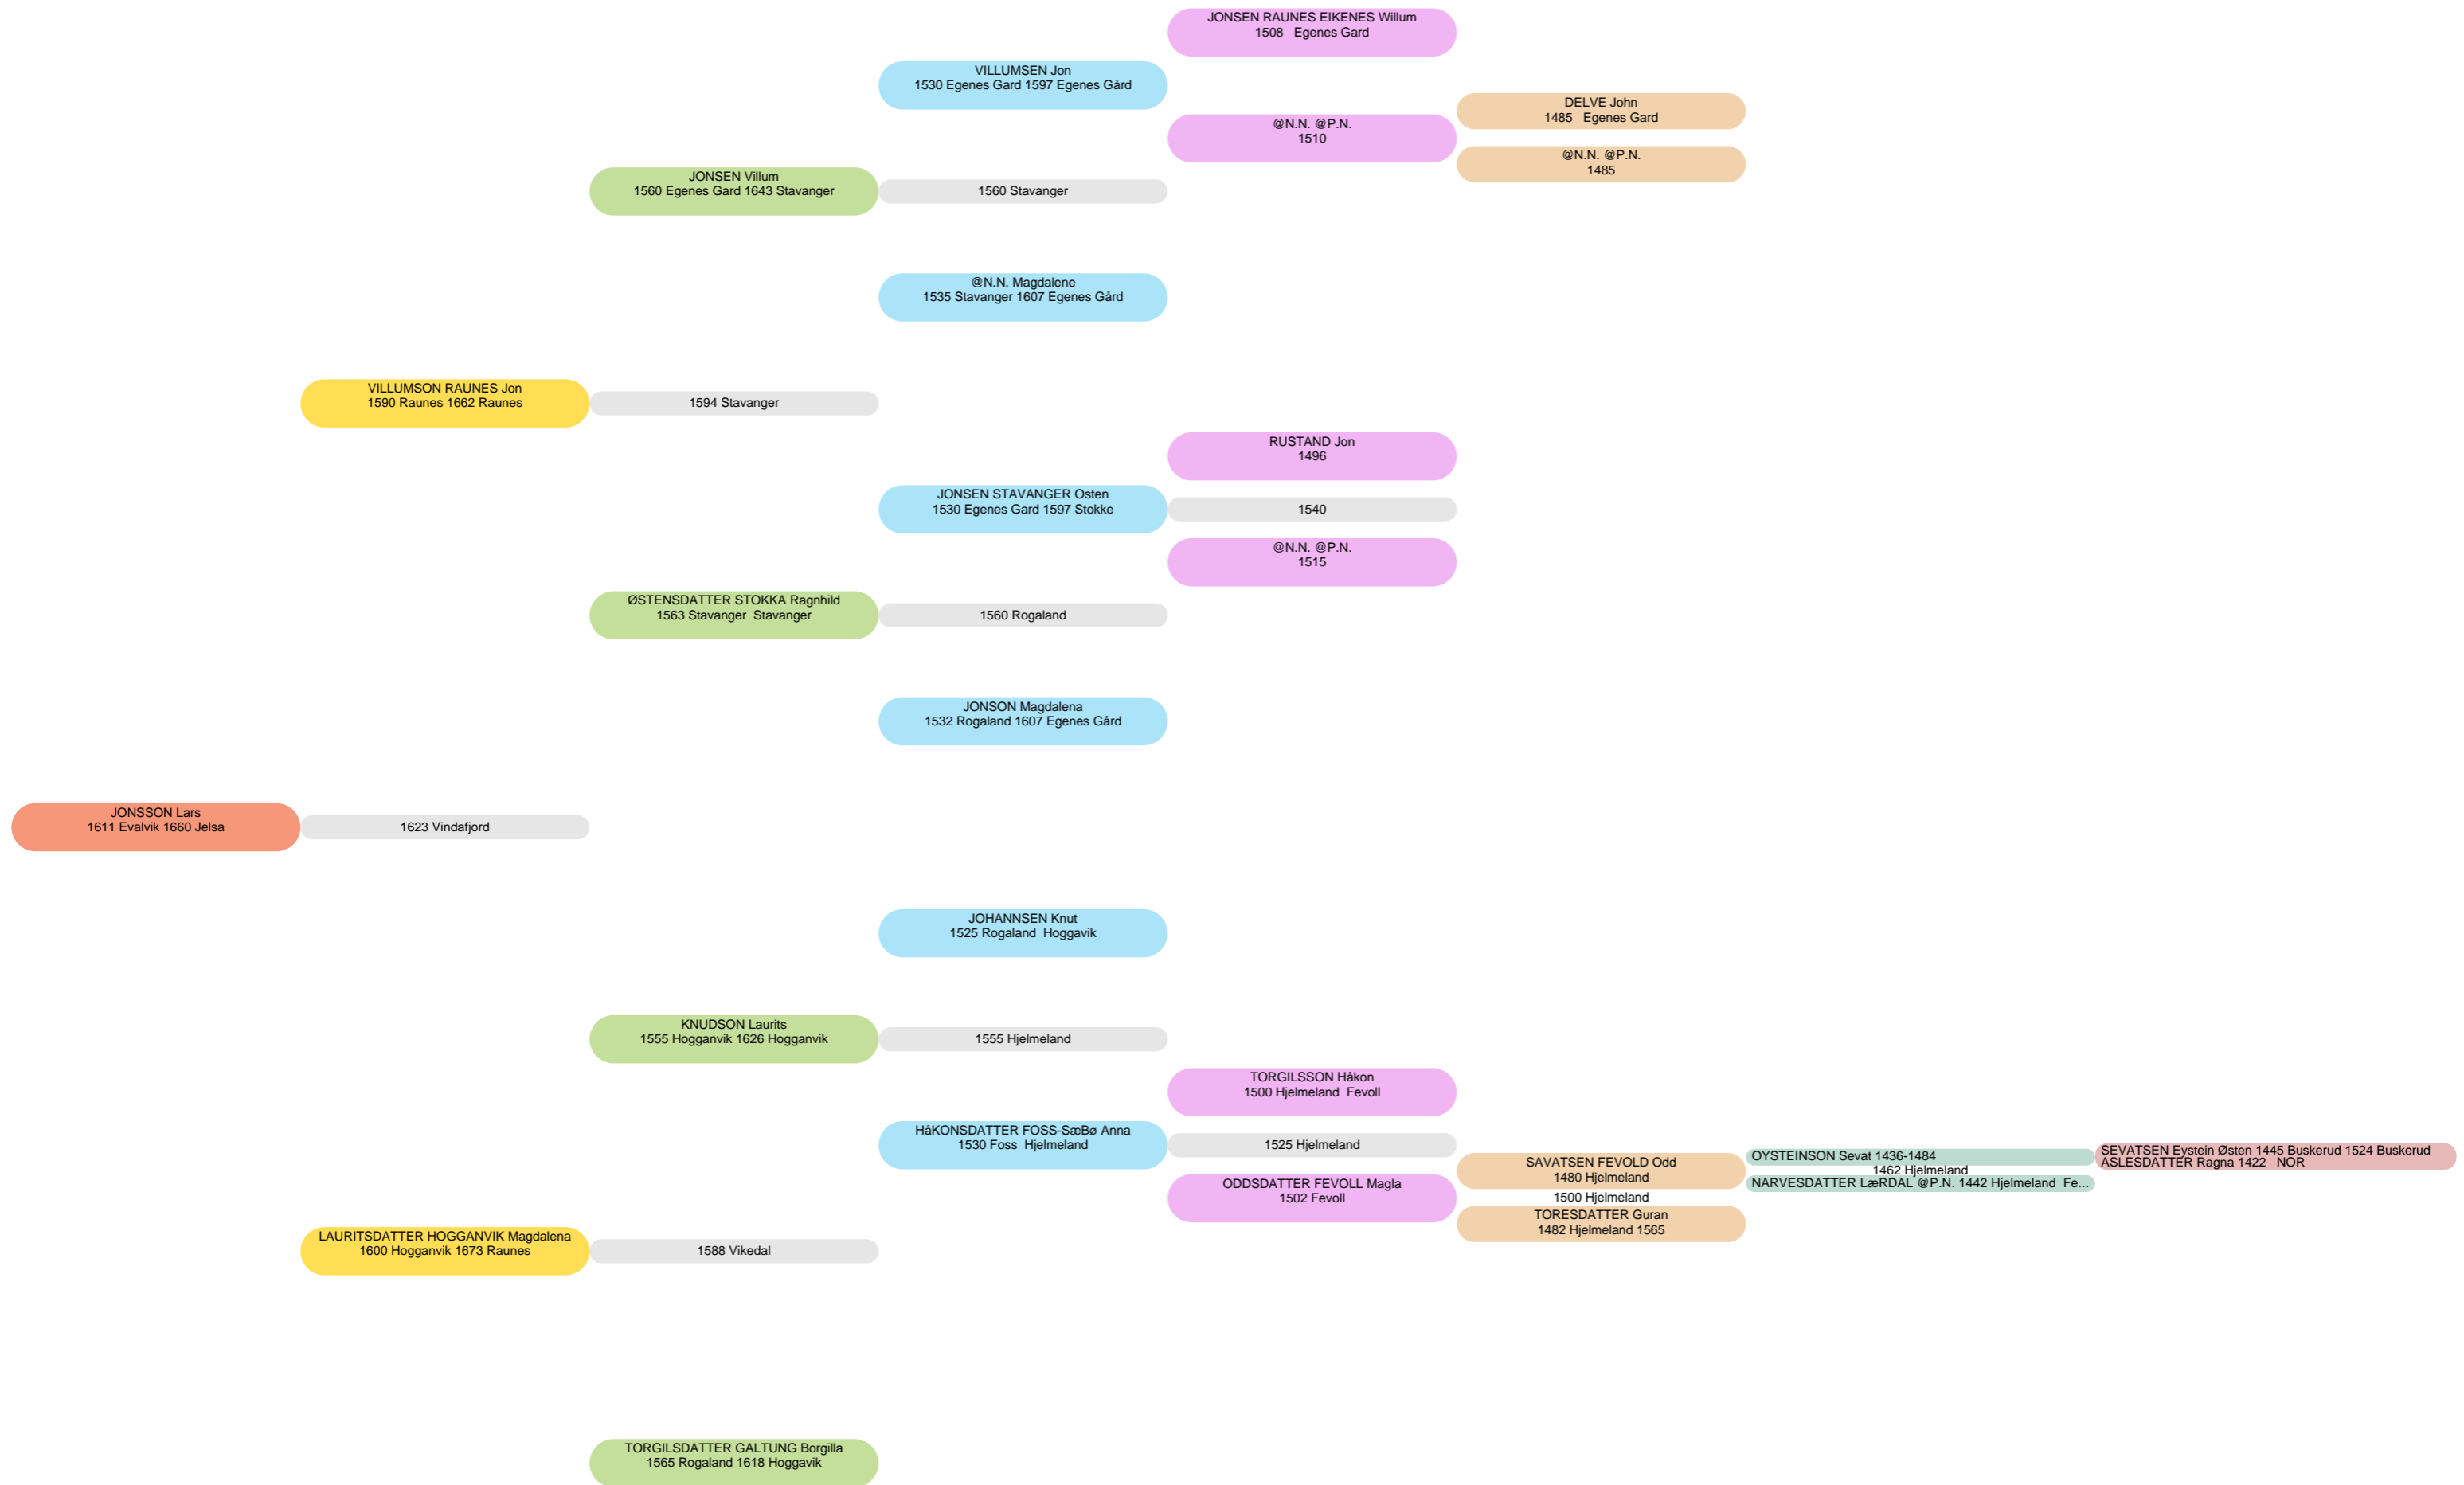 JONSEN RAUNES EIKENES Willum
1508   Egenes Gard
VILLUMSEN Jon
1530 Egenes Gard 1597 Egenes Gård
DELVE John
1485   Egenes Gard
@N.N. @P.N.
1510
@N.N. @P.N.
1485
JONSEN Villum
1560 Egenes Gard 1643 Stavanger
1560 Stavanger
@N.N. Magdalene
1535 Stavanger 1607 Egenes Gård
VILLUMSON RAUNES Jon
1590 Raunes 1662 Raunes
1594 Stavanger
RUSTAND Jon
1496
JONSEN STAVANGER Osten
1530 Egenes Gard 1597 Stokke
1540
@N.N. @P.N.
1515
ØSTENSDATTER STOKKA Ragnhild
1563 Stavanger  Stavanger
1560 Rogaland
JONSON Magdalena
1532 Rogaland 1607 Egenes Gård
JONSSON Lars
1611 Evalvik 1660 Jelsa
1623 Vindafjord
JOHANNSEN Knut
1525 Rogaland  Hoggavik
KNUDSON Laurits
1555 Hogganvik 1626 Hogganvik
1555 Hjelmeland
TORGILSSON Håkon
1500 Hjelmeland  Fevoll
HåKONSDATTER FOSS-SæBø Anna
1530 Foss  Hjelmeland
1525 Hjelmeland
SAVATSEN FEVOLD Odd
1480 Hjelmeland
OYSTEINSON Sevat 1436-1484
1462 Hjelmeland
NARVESDATTER LæRDAL @P.N. 1442 Hjelmeland  Fe...
SEVATSEN Eystein Østen 1445 Buskerud 1524 Buskerud
ASLESDATTER Ragna 1422   NOR
ODDSDATTER FEVOLL Magla
1502 Fevoll
1500 Hjelmeland
TORESDATTER Guran
1482 Hjelmeland 1565
LAURITSDATTER HOGGANVIK Magdalena
1600 Hogganvik 1673 Raunes
1588 Vikedal
TORGILSDATTER GALTUNG Borgilla
1565 Rogaland 1618 Hoggavik